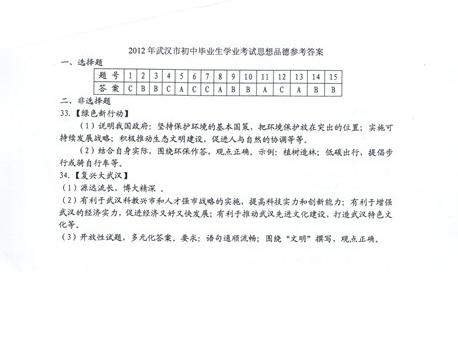 2012年武汉市初中毕业生学业考试思想品德参考答案
一、选择题
题号 1 2 3 4 5 6 7 8 9 10 11 12 13 14 15
答案 C B B C A C C A B B A C A B B
二、非选择题
33.【绿色新行动】
（1）说明我国政府：坚持保护环境的基本国策，把环境保护放在突出的位置；实施可
持续发展战略；积极推动生态文明建设，促进人与自然的协调等等。
（2）结合自身实际，围绕环保作答，观点正确。示例：植树造林；低碳出行，提倡步
行或骑自行车等。
34.【复兴大武汉】
（1）源远流长，博大精深。
（2）有利于武汉科教兴市和人才强市战略的实施，提高科技实力和创新能力；有利于增强
武汉的经济实力，促进经济又好又快发展；有利于推动武汉先进文化建设，打造武汉特色文
化等。
（3）开放性试题，多元化答案。要求：语句通顺流畅；围绕“文明”撰写，观点正确。